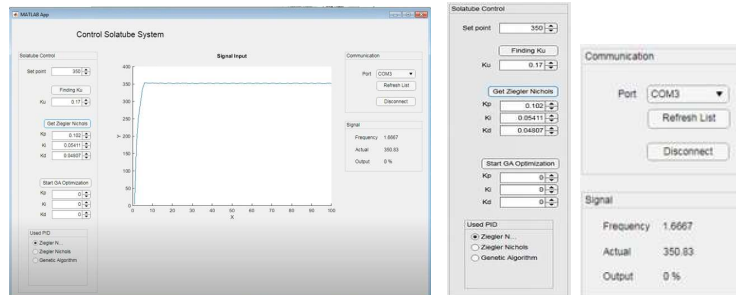 MATLAB App
Control Solatube System
Solatube Control
Set point 350
Finding Ku
Ku 0.17
Get Ziegler Nichols
Kp 0.102
Ki 0.05411
Kd 0.04807
Start GA Optimization
Kp 0
Ki 0
Kd 0
Used PID
Ziegler N...
Ziegler Nichols
Genetic Algorithm
Signal Input
400
350
300
250
Y 200
150
100
50
0
0 10 20 30 40 50 60 70 80 90 100
X
Communication
Port COM3
Refresh List
Disconnect
Signal
Frequency 1.6667
Actual 350.83
Output 0 %
Solatube Control
Set point 350
Finding Ku
Ku 0.17
Get Ziegler Nichols
Kp 0.102
Ki 0.05411
Kd 0.04807
Start GA Optimization
Kp 0
Ki 0
Kd 0
Used PID
Ziegler N...
Ziegler Nichols
Genetic Algorithm
Communication
Port COM3
Refresh List
Disconnect
Signal
Frequency 1.6667
Actual 350.83
Output 0 %